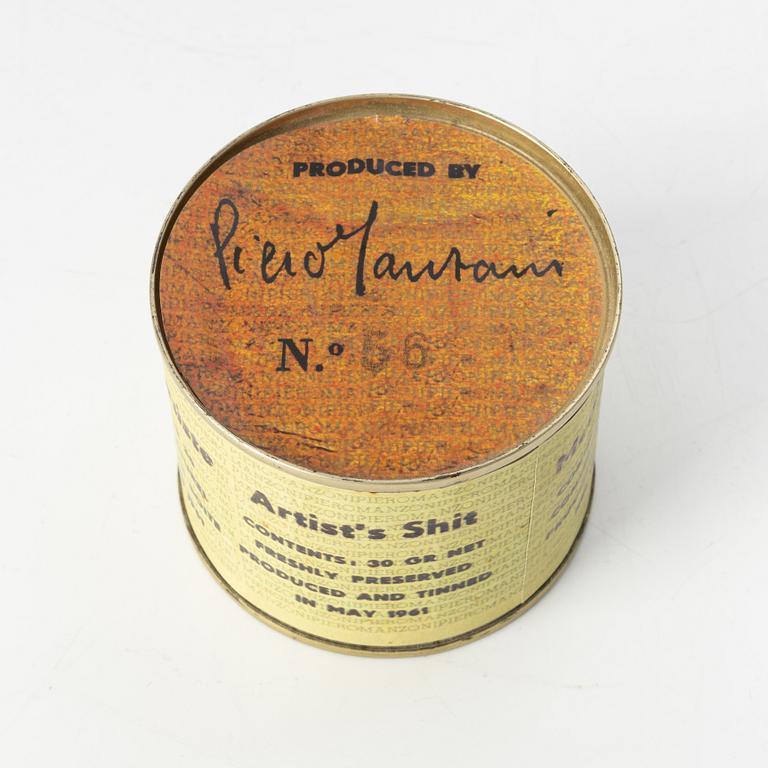 PRODUCED BY
Piero Manzoni
N.º 56
Artist's Shit
CONTENTS: 30 GR NET
FRESHLY PRESERVED
PRODUCED AND TINNED
IN MAY 1961